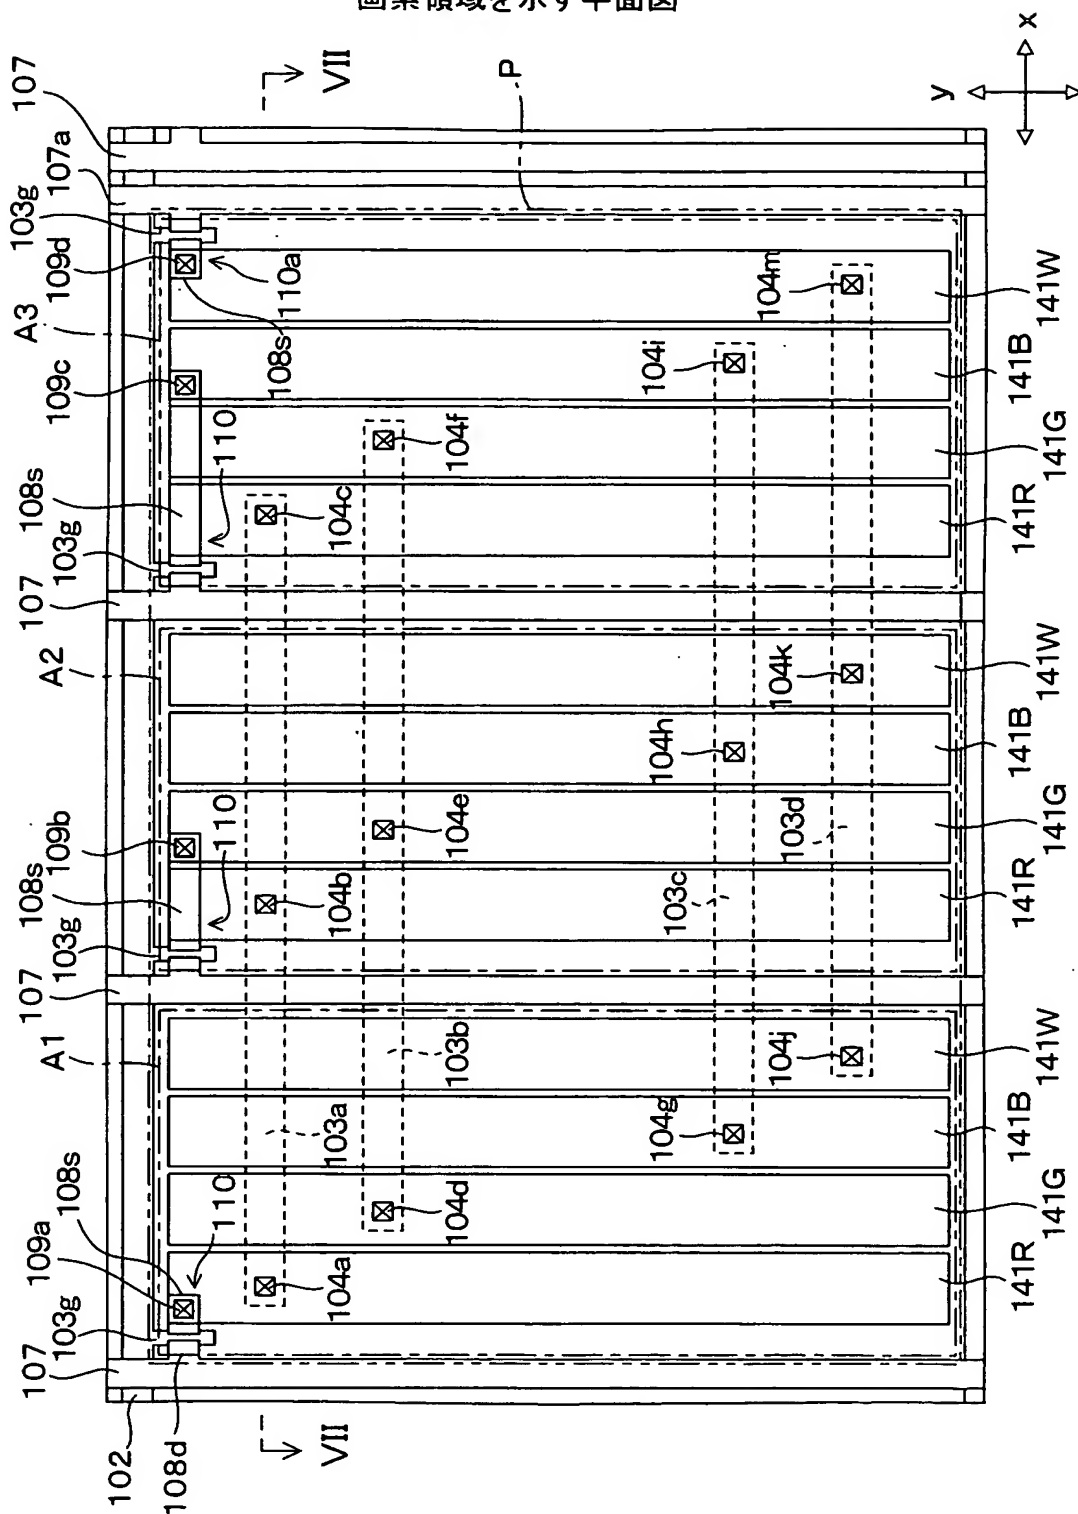 画素領域を示す平面図
x
y
107
107a
103g
109d
A3
109c
108s
103g
107
A2
109b
108s
103g
107
A1
109a
108s
103g
107
102
108d
VII
VII
P
110a
108s
110
110
110
104a
104b
104c
104d
104e
104f
104g
104h
104i
104j
104k
104m
103a
103b
103c
103d
141W
141B
141G
141R
141W
141B
141G
141R
141W
141B
141G
141R